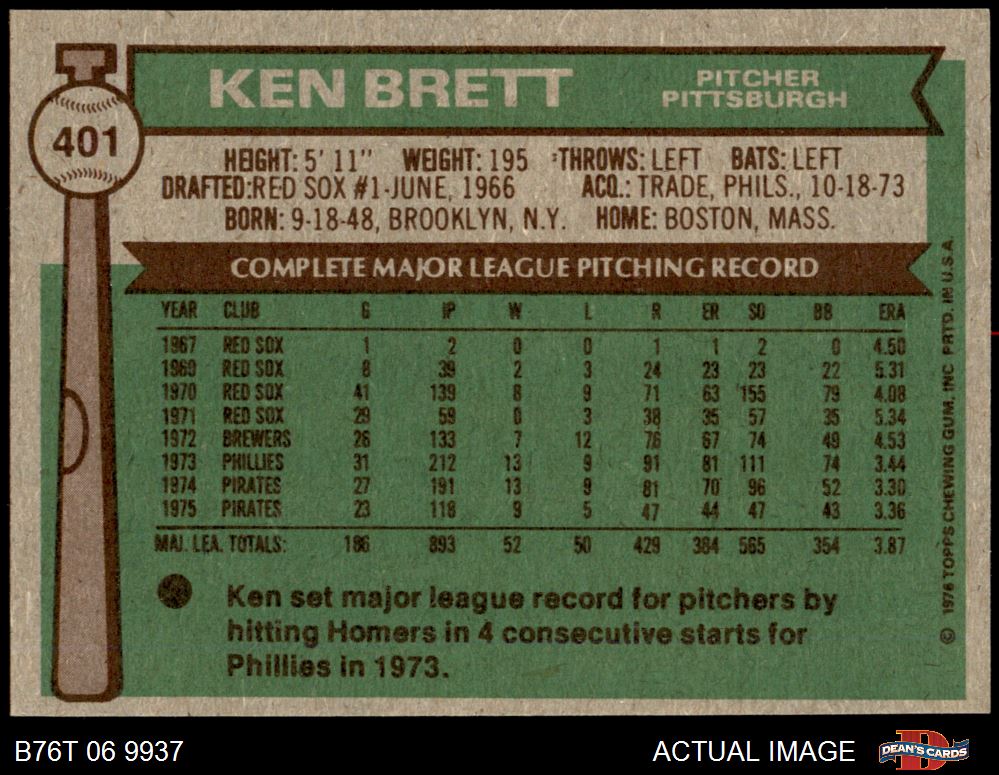 KEN BRETT
PITCHER
PITTSBURGH
401
HEIGHT: 5' 11" WEIGHT: 195 THROWS: LEFT BATS: LEFT
DRAFTED: RED SOX #1-JUNE, 1966 ACQ.: TRADE, PHILS., 10-18-73
BORN: 9-18-48, BROOKLYN, N.Y. HOME: BOSTON, MASS.
COMPLETE MAJOR LEAGUE PITCHING RECORD
YEAR CLUB G IP W L R ER SO BB ERA
1967 RED SOX 1 2 0 0 1 1 2 0 4.50
1969 RED SOX 8 39 2 3 24 23 23 22 5.31
1970 RED SOX 41 139 8 9 71 63 155 79 4.08
1971 RED SOX 29 59 0 3 38 35 57 35 5.34
1972 BREWERS 26 133 7 12 76 67 74 49 4.53
1973 PHILLIES 31 212 13 9 91 81 111 74 3.44
1974 PIRATES 27 191 13 9 81 70 96 52 3.30
1975 PIRATES 23 118 9 5 47 44 47 43 3.36
MAJ. LEA. TOTALS: 186 893 52 50 429 384 565 354 3.87
Ken set major league record for pitchers by
hitting Homers in 4 consecutive starts for
Phillies in 1973.
© 1976 TOPPS CHEWING GUM, INC PRTD. IN U.S.A.
B76T 06 9937
ACTUAL IMAGE
D
DEAN'S CARDS